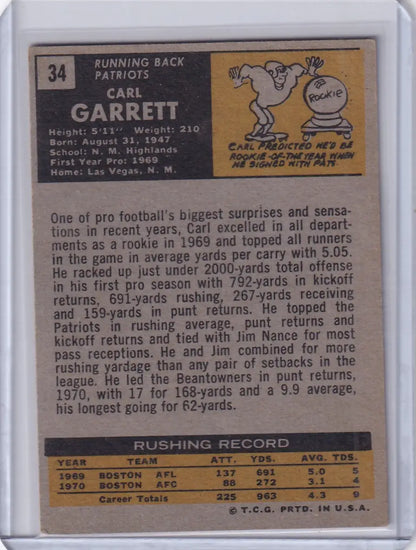 34
RUNNING BACK
PATRIOTS
CARL
GARRETT
Height: 5'11" Weight: 210
Born: August 31, 1947
School: N. M. Highlands
First Year Pro: 1969
Home: Las Vegas, N. M.
ROOKIE
CARL PREDICTED HE'D BE
ROOKIE-OF-THE YEAR WHEN
HE SIGNED WITH PATS.
One of pro football's biggest surprises and sensa-
tions in recent years, Carl excelled in all depart-
ments as a rookie in 1969 and topped all runners
in the game in average yards per carry with 5.05.
He racked up just under 2000-yards total offense
in his first pro season with 792-yards in kickoff
returns, 691-yards rushing, 267-yards receiving
and 159-yards in punt returns. He topped the
Patriots in rushing average, punt returns and
kickoff returns and tied with Jim Nance for most
pass receptions. He and Jim combined for more
rushing yardage than any pair of setbacks in the
league. He led the Beantowners in punt returns,
1970, with 17 for 168-yards and a 9.9 average,
his longest going for 62-yards.
RUSHING RECORD
YEAR TEAM ATT. YDS. AVG. TDS
1969 BOSTON AFL 137 691 5.0 5
1970 BOSTON AFC 88 272 3.1 4
Career Totals 225 963 4.3 9
© T.C.G. PRTD. IN U.S.A.